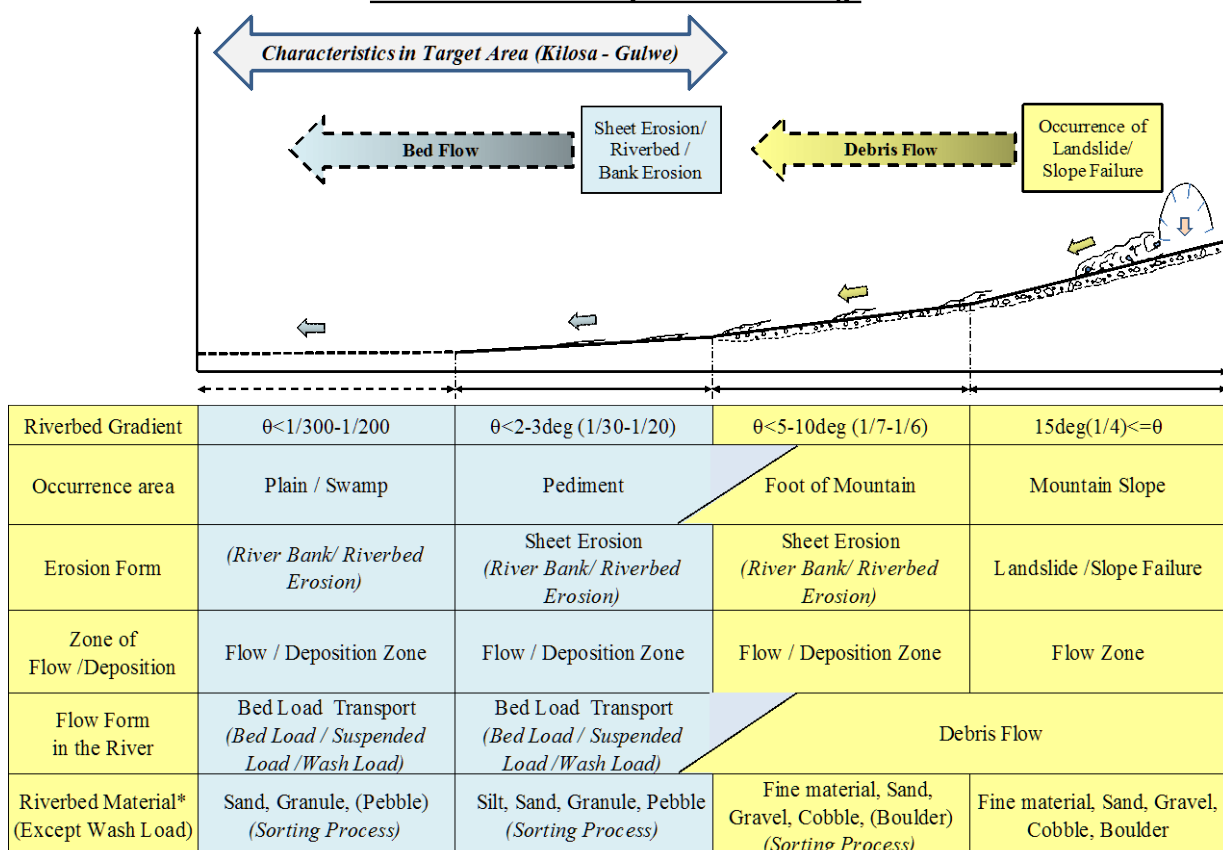 Characteristics in Target Area (Kilosa - Gulwe)
Bed Flow
Sheet Erosion/
Riverbed /
Bank Erosion
Debris Flow
Occurrence of
Landslide/
Slope Failure
Riverbed Gradient
θ<1/300-1/200
θ<2-3deg (1/30-1/20)
θ<5-10deg (1/7-1/6)
15deg(1/4)<=θ
Occurrence area
Plain / Swamp
Pediment
Foot of Mountain
Mountain Slope
Erosion Form
(River Bank/ Riverbed
Erosion)
Sheet Erosion
(River Bank/ Riverbed
Erosion)
Sheet Erosion
(River Bank/ Riverbed
Erosion)
Landslide /Slope Failure
Zone of
Flow /Deposition
Flow / Deposition Zone
Flow / Deposition Zone
Flow / Deposition Zone
Flow Zone
Flow Form
in the River
Bed Load Transport
(Bed Load / Suspended
Load /Wash Load)
Bed Load Transport
(Bed Load / Suspended
Load /Wash Load)
Debris Flow
Riverbed Material*
(Except Wash Load)
Sand, Granule, (Pebble)
(Sorting Process)
Silt, Sand, Granule, Pebble
(Sorting Process)
Fine material, Sand,
Gravel, Cobble, (Boulder)
(Sorting Process)
Fine material, Sand, Gravel,
Cobble, Boulder